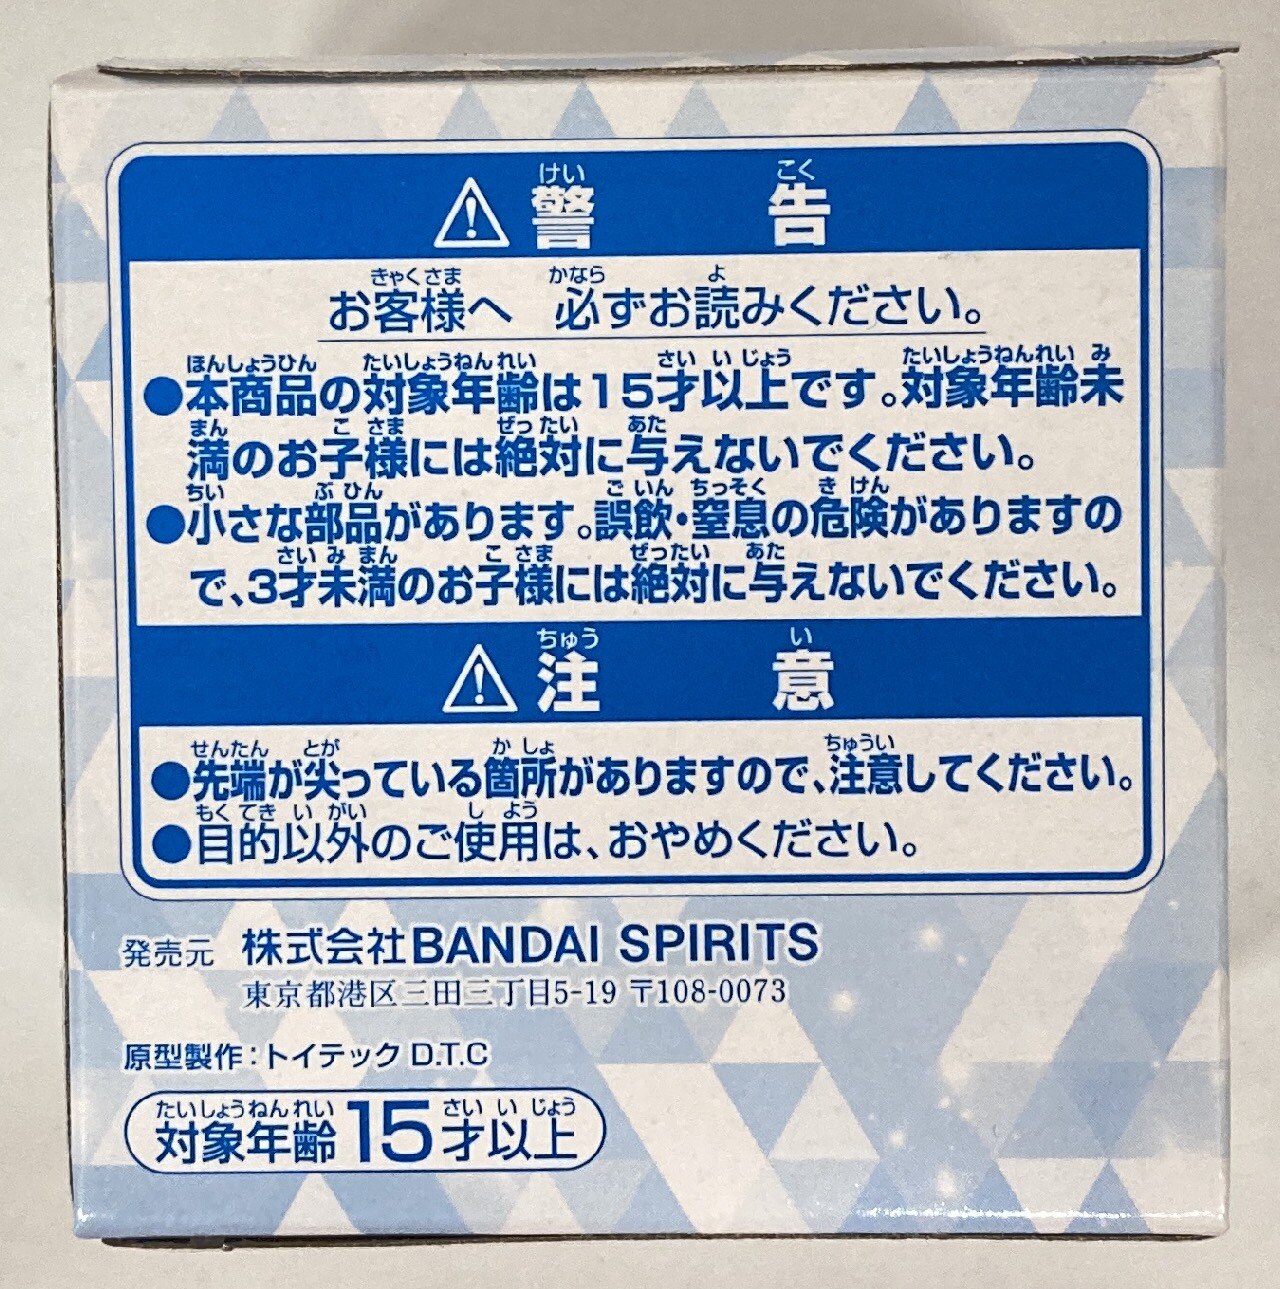 警告
お客様へ 必ずお読みください。
●本商品の対象年齢は15才以上です。対象年齢未
満のお子様には絶対に与えないでください。
●小さな部品があります。誤飲・窒息の危険がありますの
で、3才未満のお子様には絶対に与えないでください。
注意
●先端が尖っている箇所がありますので、注意してください。
●目的以外のご使用は、おやめください。
発売元 株式会社BANDAI SPIRITS
東京都港区三田三丁目5-19 〒108-0073
原型製作：トイテック D.T.C
対象年齢15才以上